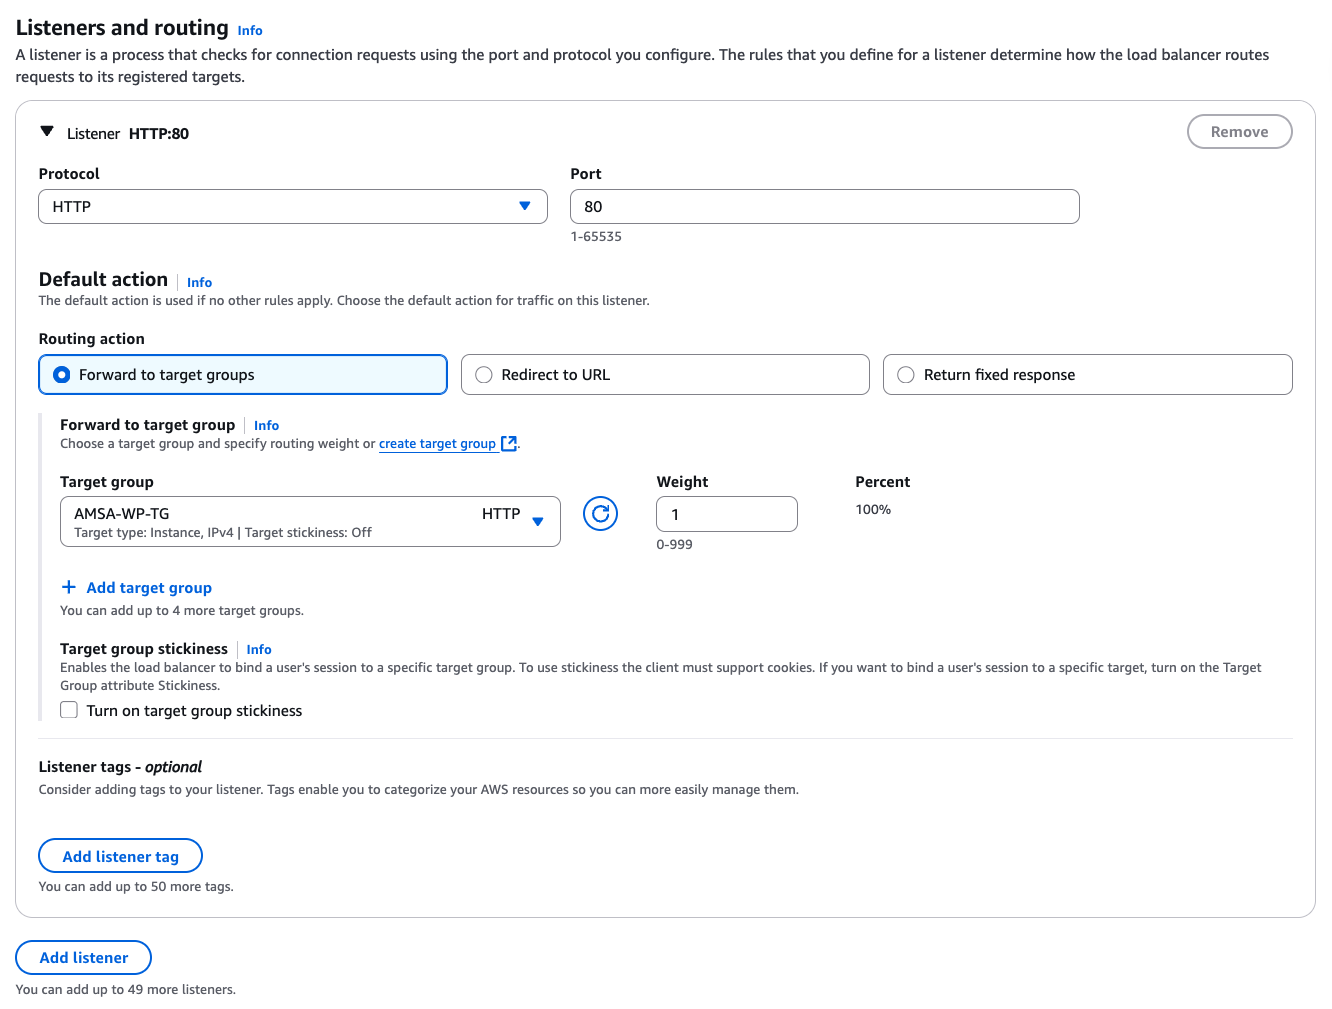 Listeners and routing Info
A listener is a process that checks for connection requests using the port and protocol you configure. The rules that you define for a listener determine how the load balancer routes
requests to its registered targets.
Listener HTTP:80
Remove
Protocol
Port
HTTP
80
1-65535
Default action Info
The default action is used if no other rules apply. Choose the default action for traffic on this listener.
Routing action
Forward to target groups
Redirect to URL
Return fixed response
Forward to target group Info
Choose a target group and specify routing weight or create target group.
Target group
Weight
Percent
AMSA-WP-TG
HTTP
Target type: Instance, IPv4 | Target stickiness: Off
1
100%
0-999
+ Add target group
You can add up to 4 more target groups.
Target group stickiness Info
Enables the load balancer to bind a user's session to a specific target group. To use stickiness the client must support cookies. If you want to bind a user's session to a specific target, turn on the Target
Group attribute Stickiness.
Turn on target group stickiness
Listener tags - optional
Consider adding tags to your listener. Tags enable you to categorize your AWS resources so you can more easily manage them.
Add listener tag
You can add up to 50 more tags.
Add listener
You can add up to 49 more listeners.